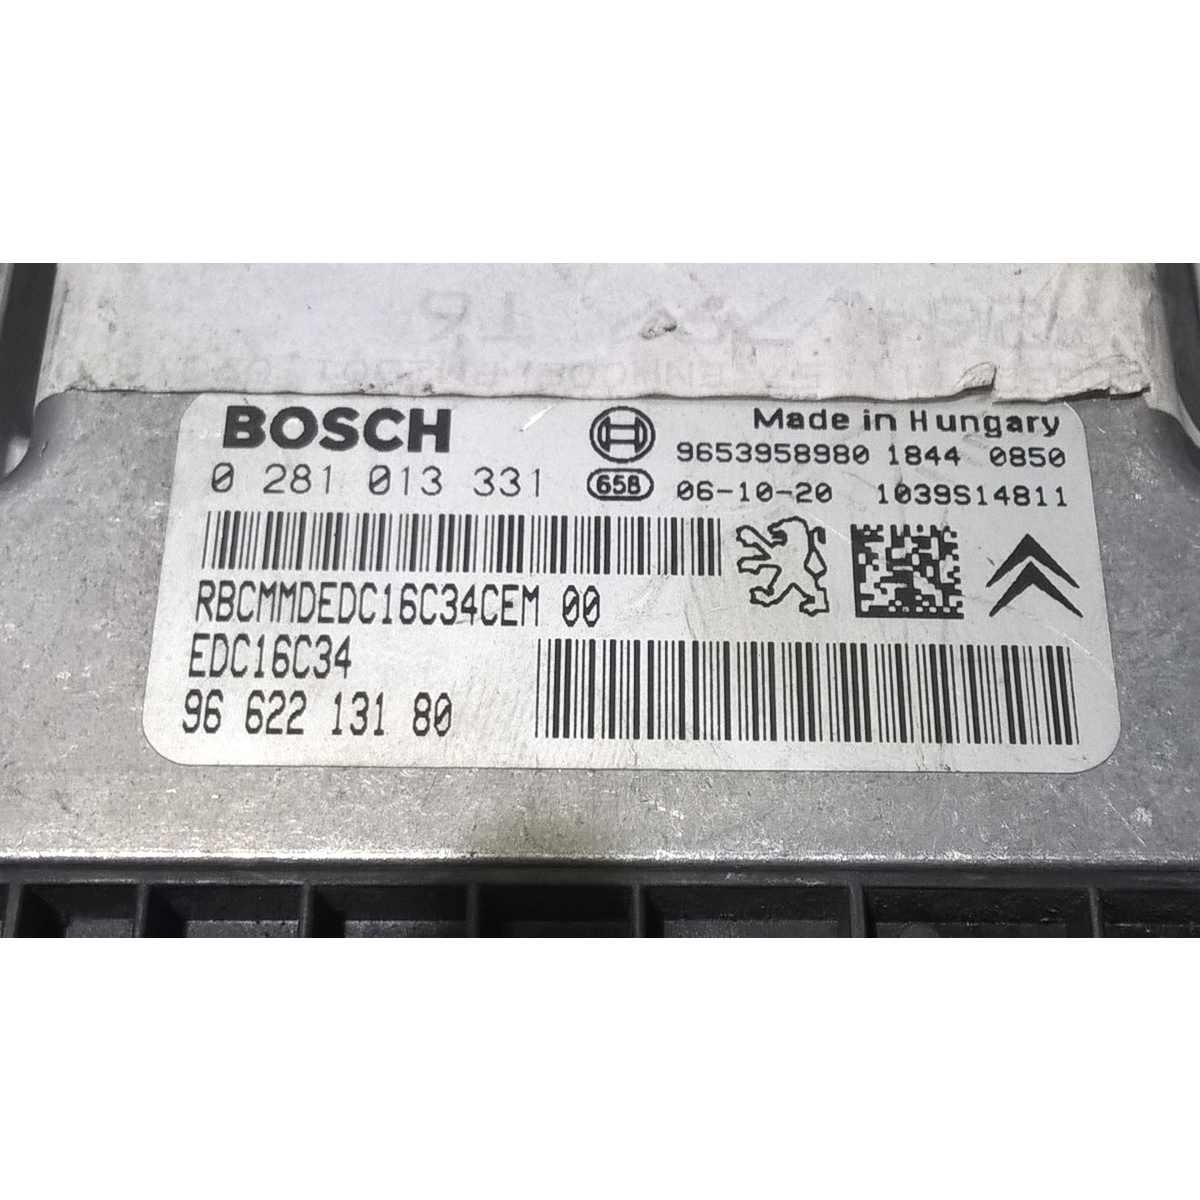 BOSCH
0 281 013 331
658
Made in Hungary
9653958980 1844 0850
06-10-20 1039S14811
RBCMMDEDC16C34CEM 00
EDC16C34
96 622 131 80